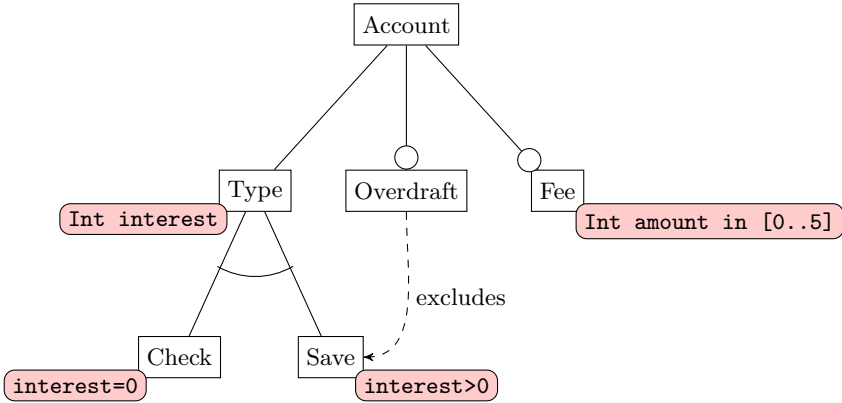 Account
Type
Overdraft
Fee
Int interest
Int amount in [0..5]
excludes
Check
Save
interest=0
interest>0